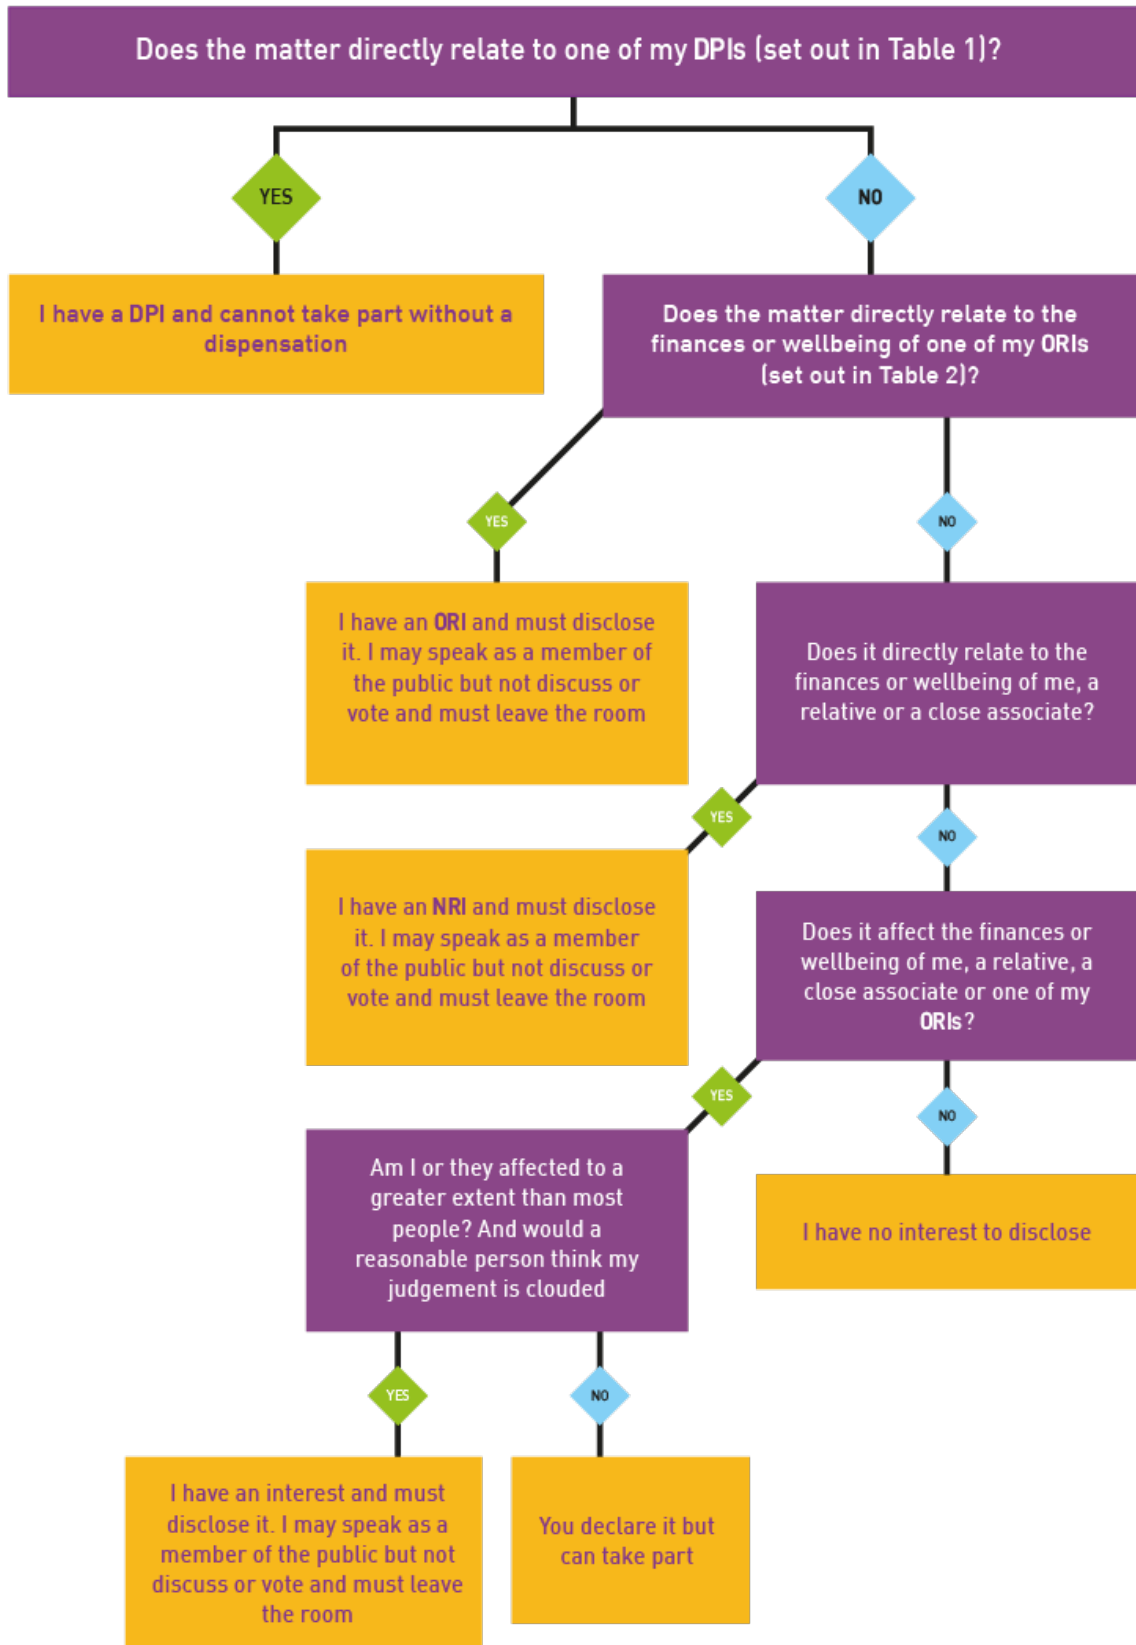 Does the matter directly relate to one of my DPIs (set out in Table 1)?
YES
NO
I have a DPI and cannot take part without a
dispensation
Does the matter directly relate to the
finances or wellbeing of one of my ORIs
(set out in Table 2)?
YES
NO
I have an ORI and must disclose
it. I may speak as a member of
the public but not discuss or
vote and must leave the room
Does it directly relate to the
finances or wellbeing of me, a
relative or a close associate?
YES
NO
I have an NRI and must disclose
it. I may speak as a member
of the public but not discuss or
vote and must leave the room
Does it affect the finances or
wellbeing of me, a relative, a
close associate or one of my
ORIs?
YES
NO
Am I or they affected to a
greater extent than most
people? And would a
reasonable person think my
judgement is clouded
I have no interest to disclose
YES
NO
I have an interest and must
disclose it. I may speak as a
member of the public but not
discuss or vote and must leave
the room
You declare it but
can take part